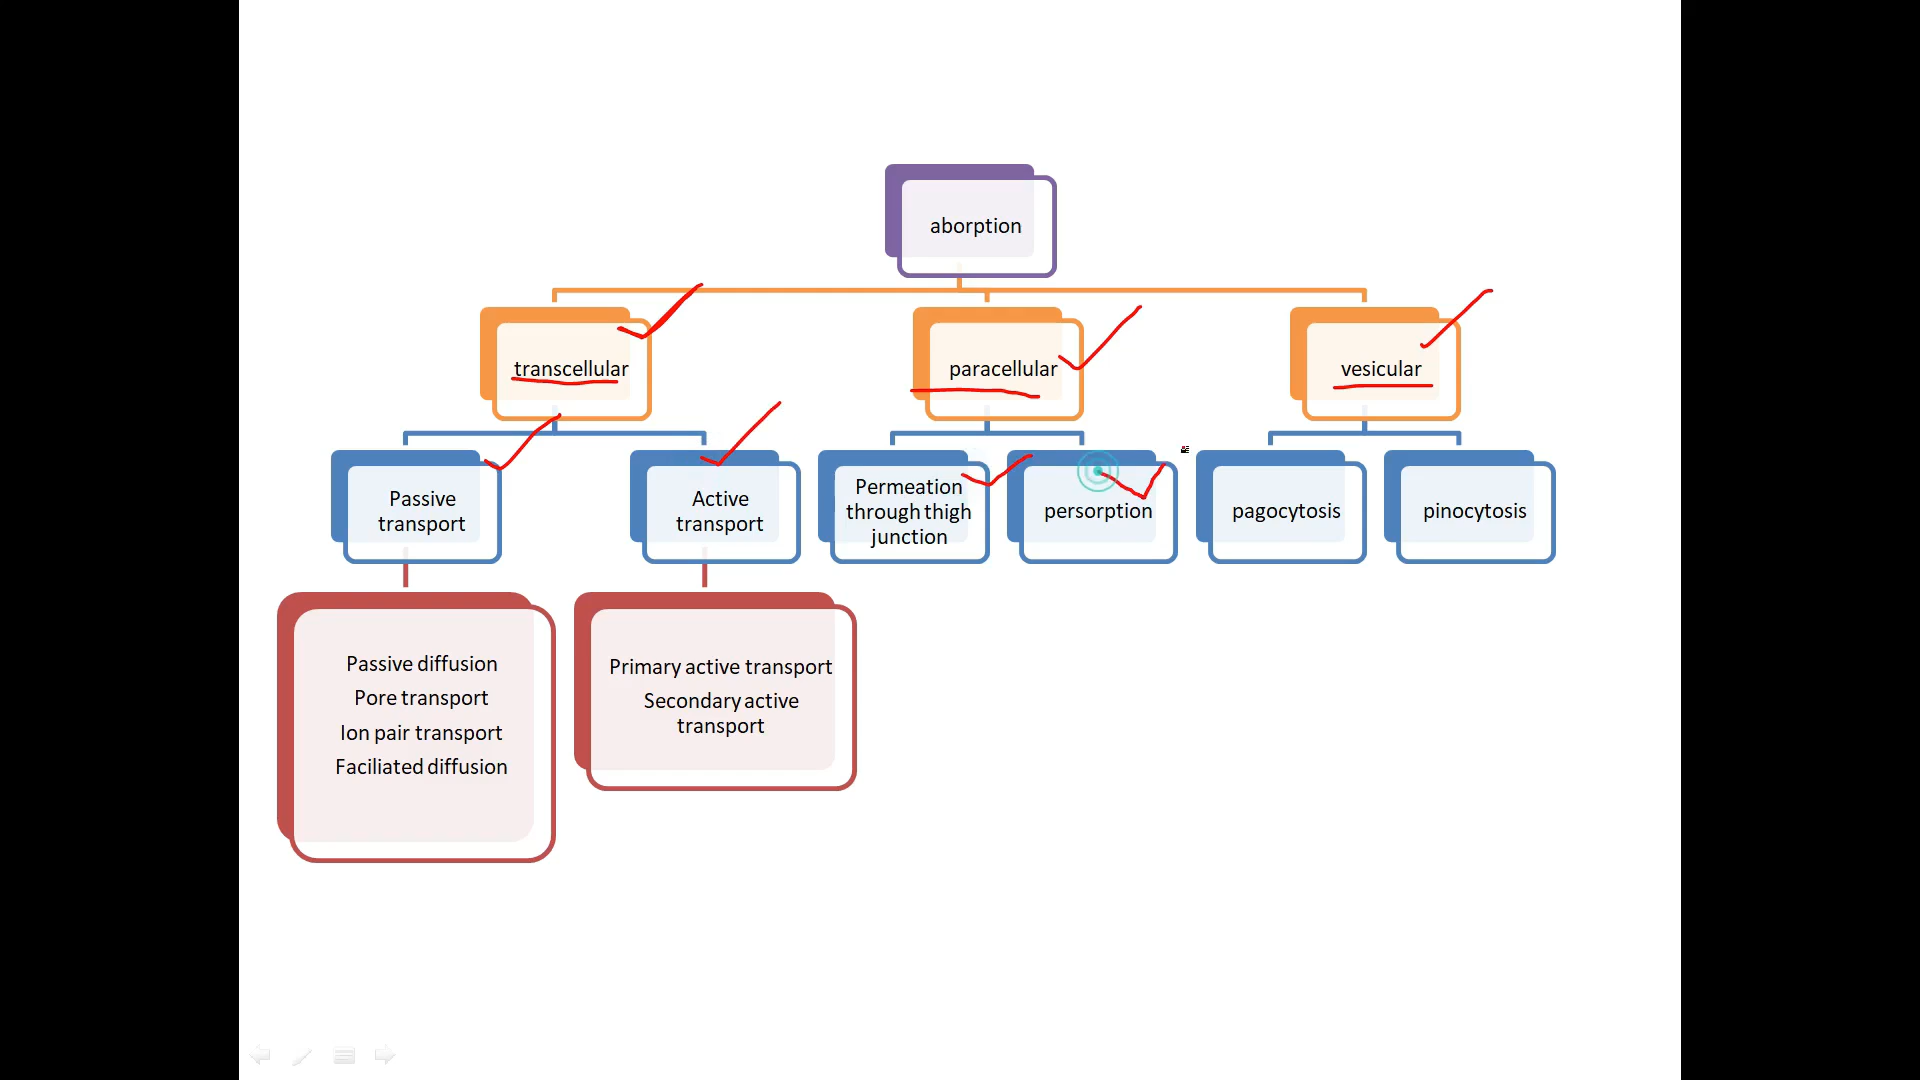 aborption
transcellular
paracellular
vesicular
Passive
transport
Active
transport
Permeation
through thigh
junction
persorption
pagocytosis
pinocytosis
Passive diffusion
Pore transport
Ion pair transport
Faciliated diffusion
Primary active transport
Secondary active
transport